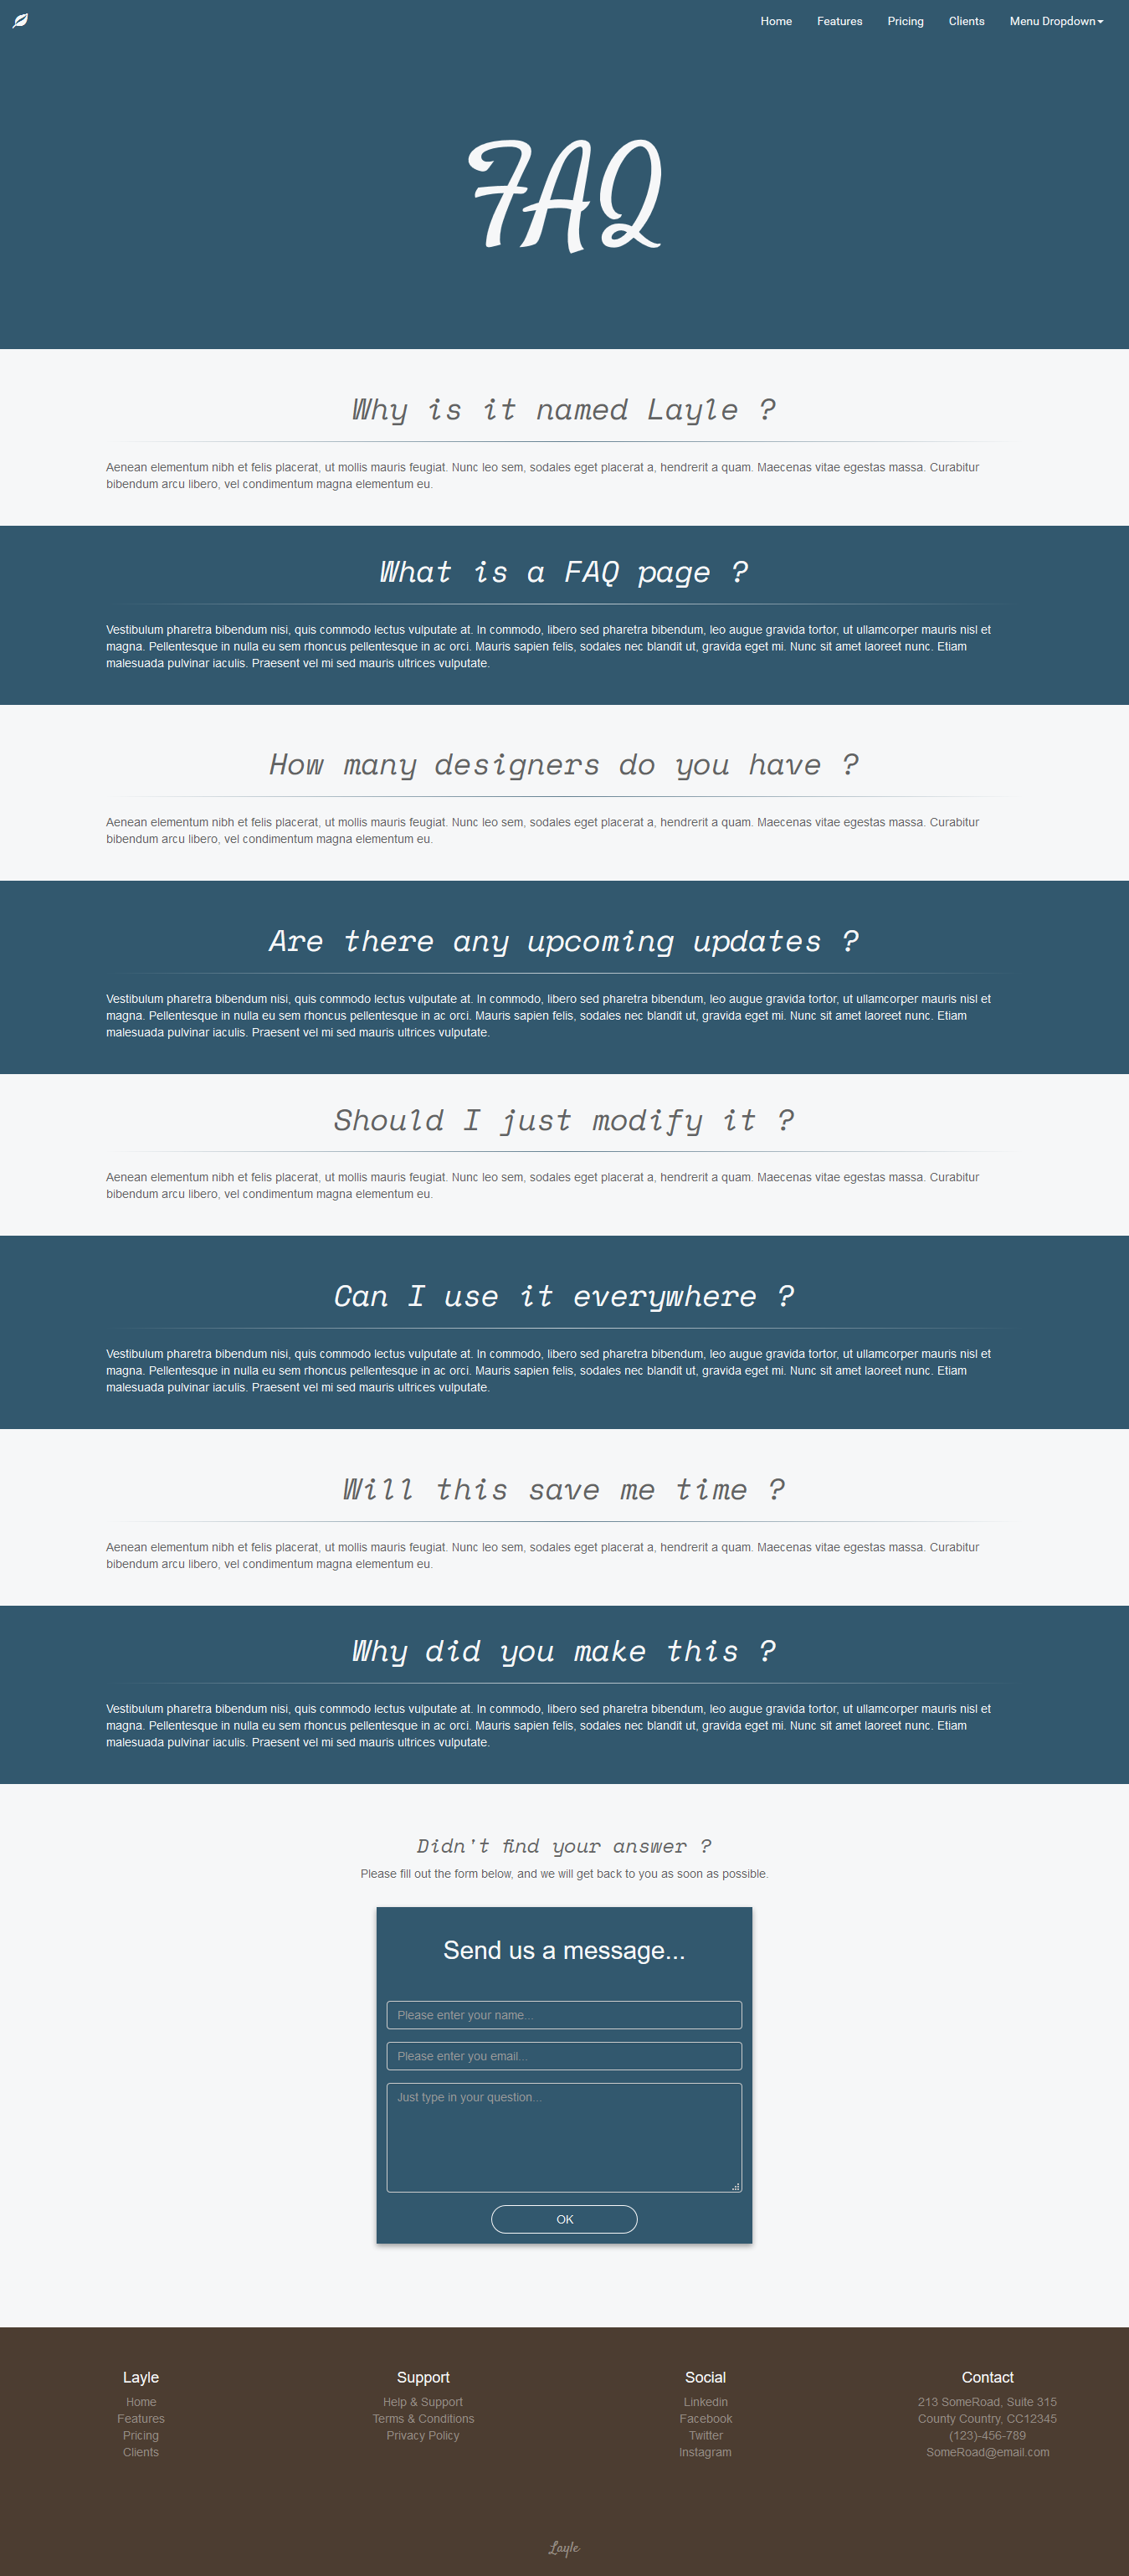 Home Features Pricing Clients Menu Dropdown
FAQ
Why is it named Layle ?
Aenean elementum nibh et felis placerat, ut mollis mauris feugiat. Nunc leo sem, sodales eget placerat a, hendrerit a quam. Maecenas vitae egestas massa. Curabitur
bibendum arcu libero, vel condimentum magna elementum eu.
What is a FAQ page ?
Vestibulum pharetra bibendum nisi, quis commodo lectus vulputate at. In commodo, libero sed pharetra bibendum, leo augue gravida tortor, ut ullamcorper mauris nisl et
magna. Pellentesque in nulla eu sem rhoncus pellentesque in ac orci. Mauris sapien felis, sodales nec blandit ut, gravida eget mi. Nunc sit amet laoreet nunc. Etiam
malesuada pulvinar iaculis. Praesent vel mi sed mauris ultrices vulputate.
How many designers do you have ?
Aenean elementum nibh et felis placerat, ut mollis mauris feugiat. Nunc leo sem, sodales eget placerat a, hendrerit a quam. Maecenas vitae egestas massa. Curabitur
bibendum arcu libero, vel condimentum magna elementum eu.
Are there any upcoming updates ?
Vestibulum pharetra bibendum nisi, quis commodo lectus vulputate at. In commodo, libero sed pharetra bibendum, leo augue gravida tortor, ut ullamcorper mauris nisl et
magna. Pellentesque in nulla eu sem rhoncus pellentesque in ac orci. Mauris sapien felis, sodales nec blandit ut, gravida eget mi. Nunc sit amet laoreet nunc. Etiam
malesuada pulvinar iaculis. Praesent vel mi sed mauris ultrices vulputate.
Should I just modify it ?
Aenean elementum nibh et felis placerat, ut mollis mauris feugiat. Nunc leo sem, sodales eget placerat a, hendrerit a quam. Maecenas vitae egestas massa. Curabitur
bibendum arcu libero, vel condimentum magna elementum eu.
Can I use it everywhere ?
Vestibulum pharetra bibendum nisi, quis commodo lectus vulputate at. In commodo, libero sed pharetra bibendum, leo augue gravida tortor, ut ullamcorper mauris nisl et
magna. Pellentesque in nulla eu sem rhoncus pellentesque in ac orci. Mauris sapien felis, sodales nec blandit ut, gravida eget mi. Nunc sit amet laoreet nunc. Etiam
malesuada pulvinar iaculis. Praesent vel mi sed mauris ultrices vulputate.
Will this save me time ?
Aenean elementum nibh et felis placerat, ut mollis mauris feugiat. Nunc leo sem, sodales eget placerat a, hendrerit a quam. Maecenas vitae egestas massa. Curabitur
bibendum arcu libero, vel condimentum magna elementum eu.
Why did you make this ?
Vestibulum pharetra bibendum nisi, quis commodo lectus vulputate at. In commodo, libero sed pharetra bibendum, leo augue gravida tortor, ut ullamcorper mauris nisl et
magna. Pellentesque in nulla eu sem rhoncus pellentesque in ac orci. Mauris sapien felis, sodales nec blandit ut, gravida eget mi. Nunc sit amet laoreet nunc. Etiam
malesuada pulvinar iaculis. Praesent vel mi sed mauris ultrices vulputate.
Didn't find your answer ?
Please fill out the form below, and we will get back to you as soon as possible.
Send us a message...
Please enter your name...
Please enter you email...
Just type in your question...
OK
Layle
Home
Features
Pricing
Clients
Support
Help & Support
Terms & Conditions
Privacy Policy
Social
Linkedin
Facebook
Twitter
Instagram
Contact
213 SomeRoad, Suite 315
County Country, CC12345
(123)-456-789
SomeRoad@email.com
Layle